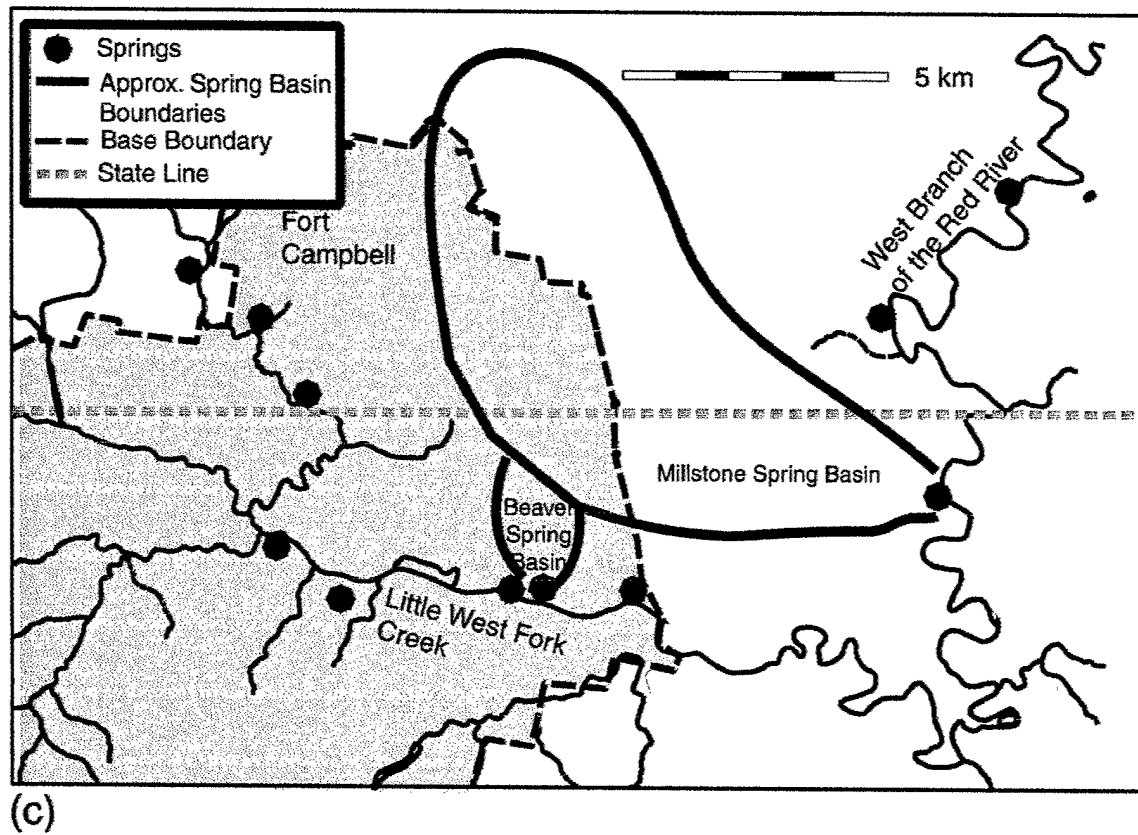 Springs
Approx. Spring Basin
Boundaries
Base Boundary
State Line
5 km
Fort
Campbell
West Branch
of the Red River
Millstone Spring Basin
Beaver
Spring
Basin
Little West Fork
Creek
(c)